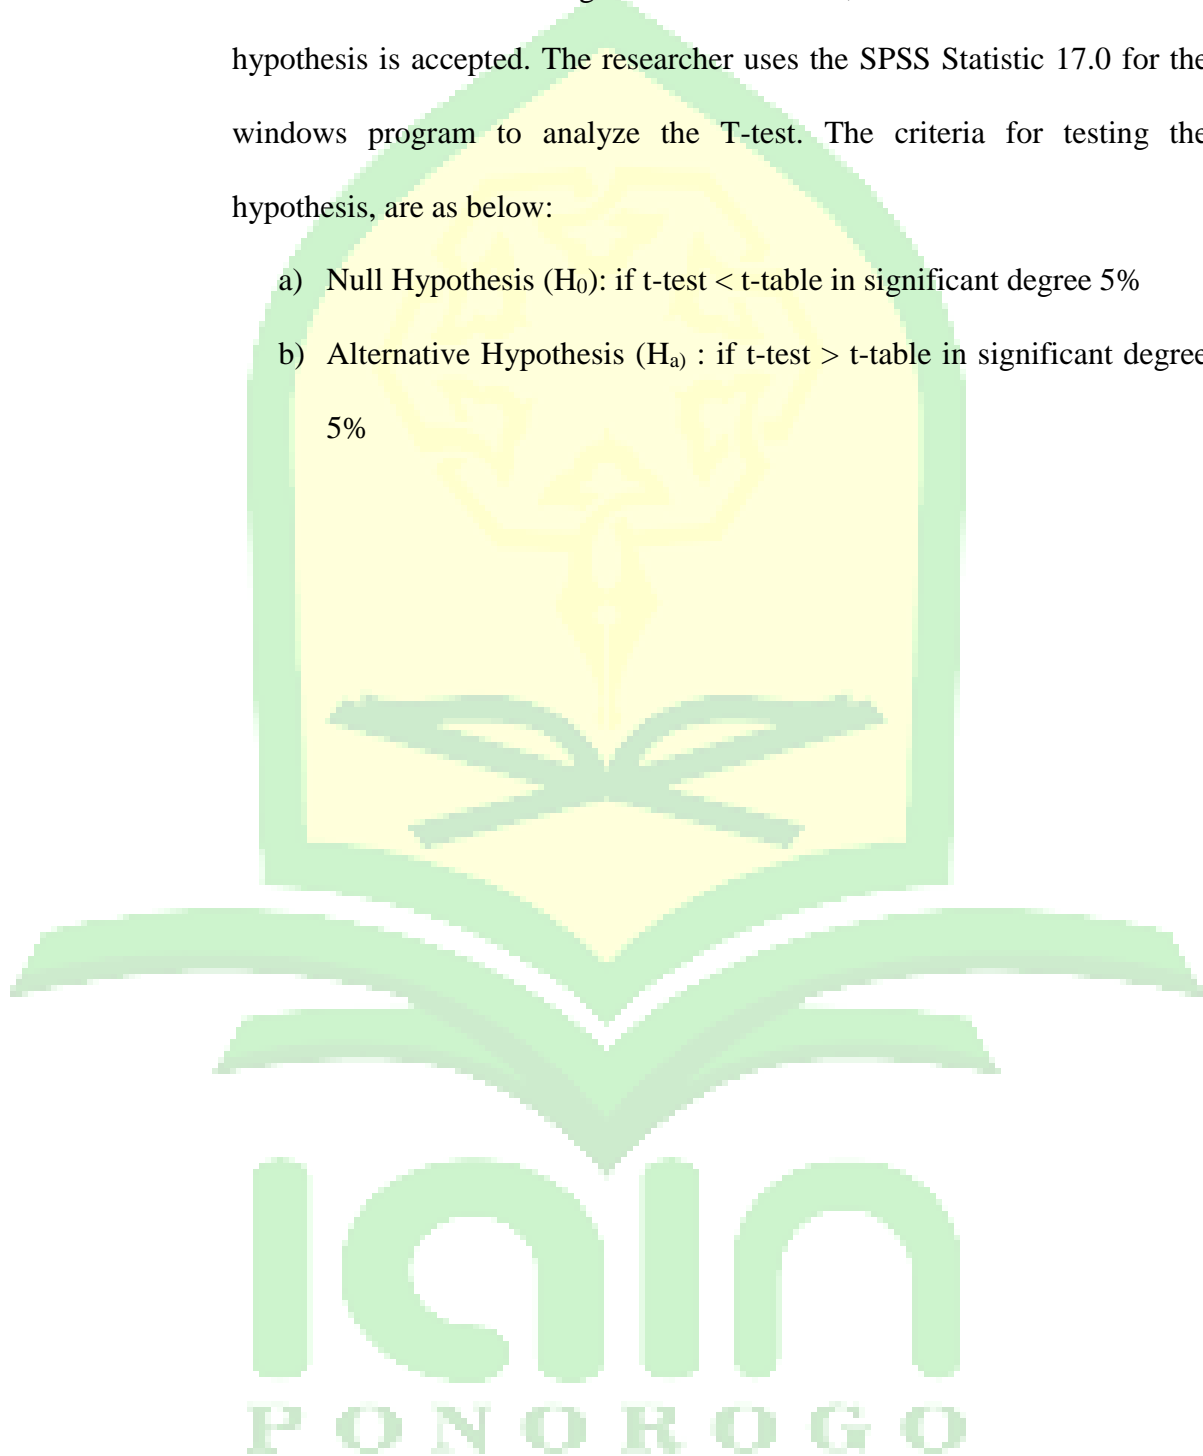 hypothesis is accepted. The researcher uses the SPSS Statistic 17.0 for the
windows program to analyze the T-test. The criteria for testing the
hypothesis, are as below:
a) Null Hypothesis (H₀): if t-test < t-table in significant degree 5%
b) Alternative Hypothesis (Hₐ) : if t-test > t-table in significant degree
5%
iain
PONOROGO